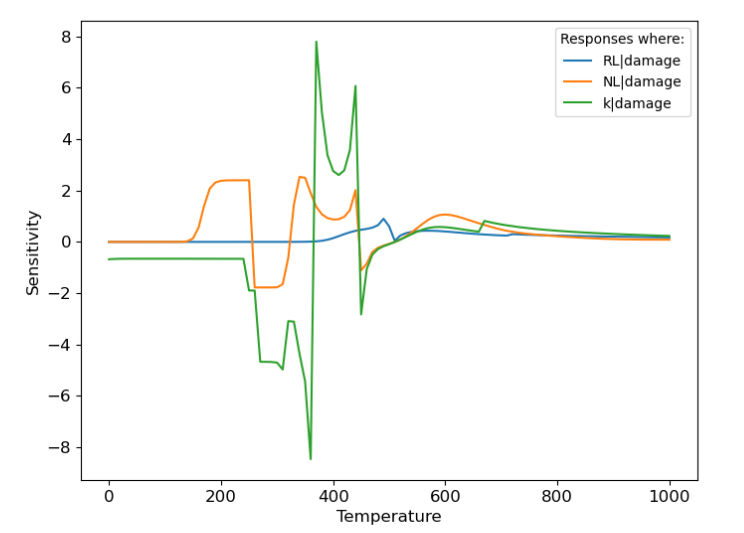 8
6
4
2
0
−2
−4
−6
−8
Sensitivity
0 200 400 600 800 1000
Temperature
Responses where:
RL|damage
NL|damage
k|damage